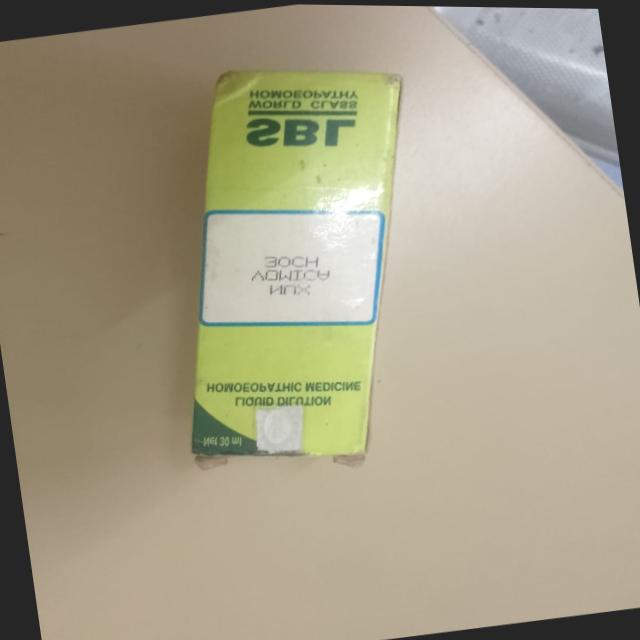 Net 30 ml
LIQUID DILUTION
HOMOEOPATHIC MEDICINE
NUX
VOMICA
30CH
SBL
WORLD CLASS
HOMOEOPATHY